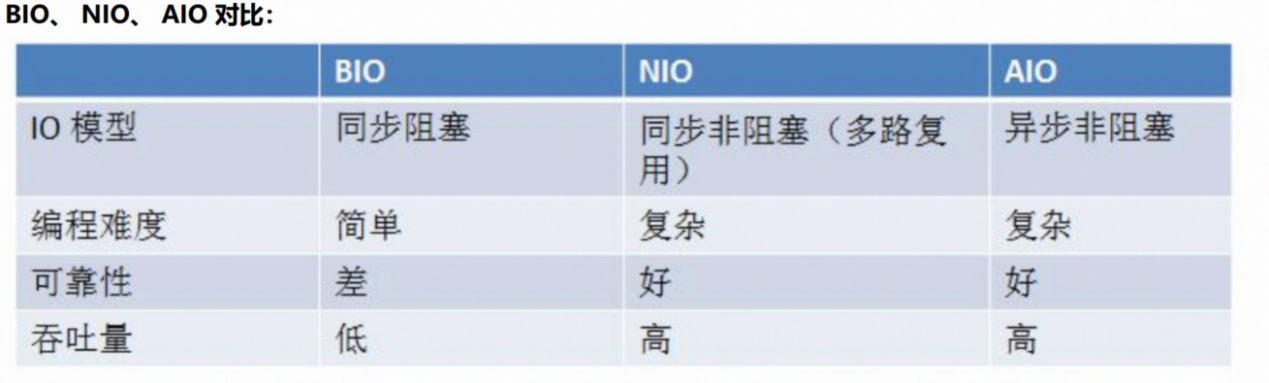 BIO、 NIO、 AIO 对比：
BIO NIO AIO
IO 模型 同步阻塞 同步非阻塞（多路复用） 异步非阻塞
编程难度 简单 复杂 复杂
可靠性 差 好 好
吞吐量 低 高 高